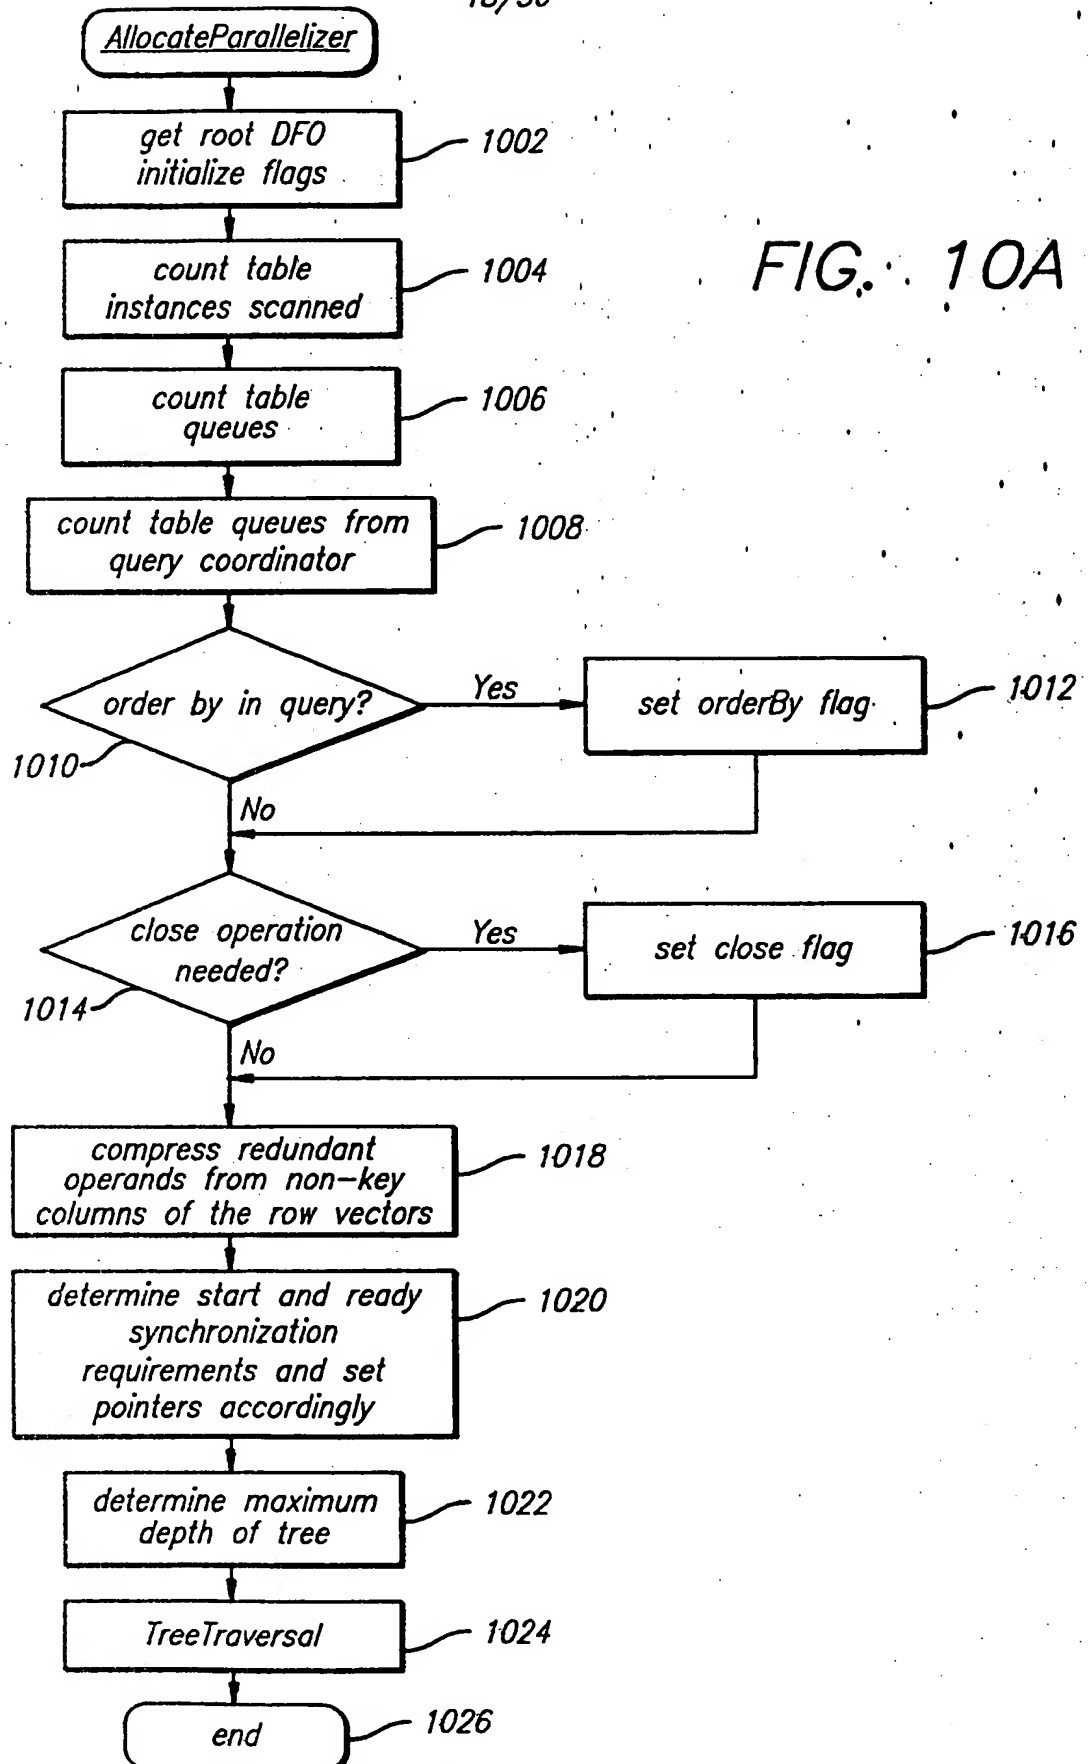 AllocateParallelizer
get root DFO
initialize flags
1002
count table
instances scanned
1004
FIG. 10A
count table
queues
1006
count table queues from
query coordinator
1008
order by in query?
1010
Yes
set orderBy flag
1012
No
close operation
needed?
1014
Yes
set close flag
1016
No
compress redundant
operands from non-key
columns of the row vectors
1018
determine start and ready
synchronization
requirements and set
pointers accordingly
1020
determine maximum
depth of tree
1022
TreeTraversal
1024
end
1026